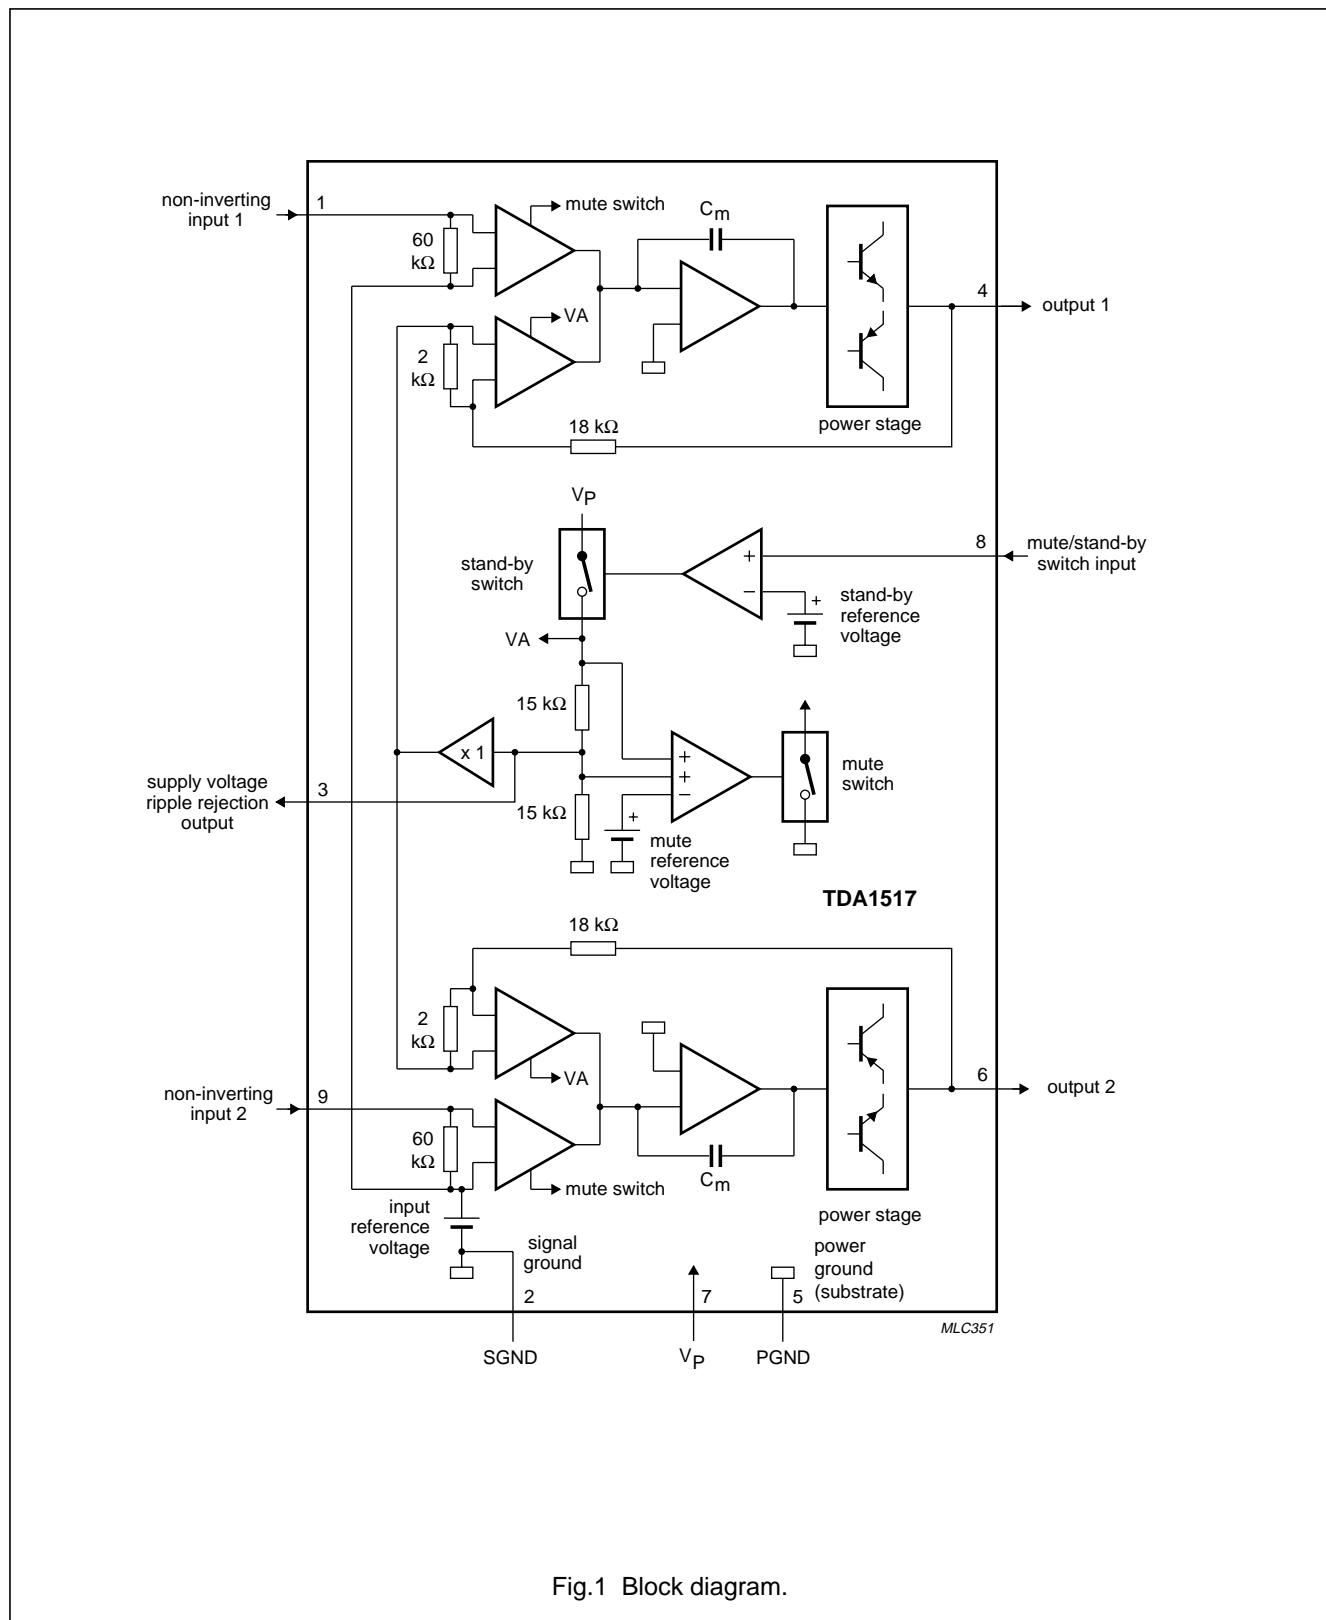 non-inverting
input 1
1
mute switch
60
kΩ
Cm
4
output 1
VA
2
kΩ
18 kΩ
power stage
VP
8
mute/stand-by
switch input
stand-by
switch
+
−
+
stand-by
reference
voltage
VA
15 kΩ
x 1
+
+
−
mute
switch
supply voltage
ripple rejection
output
3
15 kΩ
+
mute
reference
voltage
TDA1517
18 kΩ
2
kΩ
VA
non-inverting
input 2
9
6
output 2
60
kΩ
Cm
mute switch
power stage
input
reference
voltage
signal
ground
power
ground
(substrate)
2
7
5
MLC351
SGND
VP
PGND
Fig.1 Block diagram.